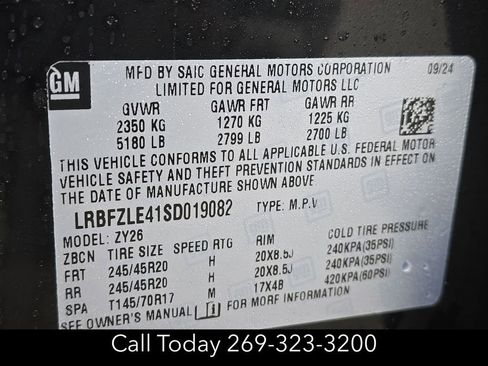 GM
MFD BY SAIC GENERAL MOTORS CORPORATION 09/24
LIMITED FOR GENERAL MOTORS LLC
GVWR GAWR FRT GAWR RR
2350 KG 1270 KG 1225 KG
5180 LB 2799 LB 2700 LB
THIS VEHICLE CONFORMS TO ALL APPLICABLE U.S. FEDERAL MOTOR
VEHICLE SAFETY AND THEFT PREVENTION STANDARDS IN EFFECT ON
THE DATE OF MANUFACTURE SHOWN ABOVE.
LRBFZLE41SD019082 TYPE: M.P.V
MODEL: ZY26
ZBCN TIRE SIZE SPEED RTG RIM COLD TIRE PRESSURE
FRT 245/45R20 H 20X8.5J 240KPA(35PSI)
RR 245/45R20 H 20X8.5J 240KPA(35PSI)
SPA T145/70R17 M 17X4B 420KPA(60PSI)
SEE OWNER'S MANUAL
Call Today 269-323-3200